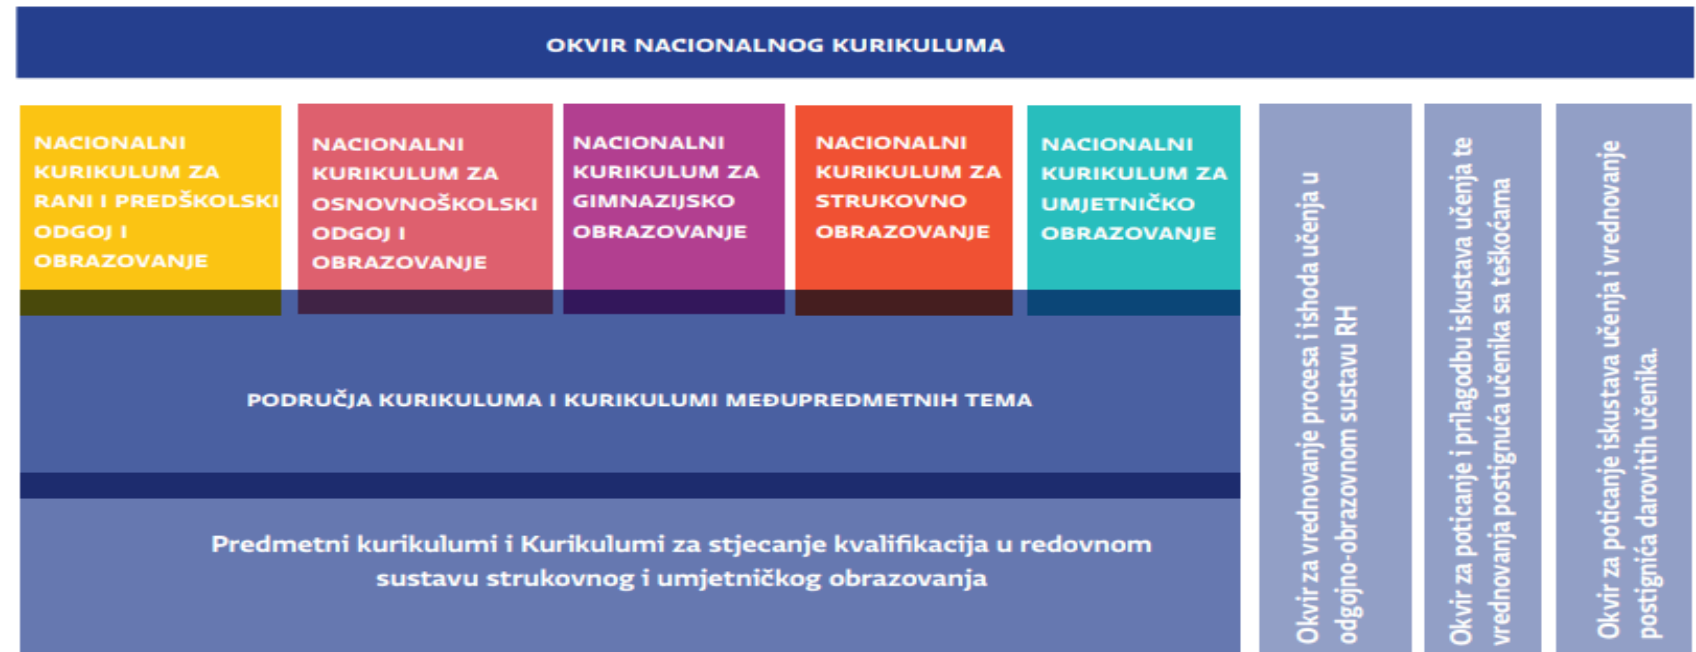 OKVIR NACIONALNOG KURIKULUMA
NACIONALNI
KURIKULUM ZA
RANI I PREDŠKOLSKI
ODGOJ I
OBRAZOVANJE
NACIONALNI
KURIKULUM ZA
OSNOVNOŠKOLSKI
ODGOJ I
OBRAZOVANJE
NACIONALNI
KURIKULUM ZA
GIMNAZIJSKO
OBRAZOVANJE
NACIONALNI
KURIKULUM ZA
STRUKOVNO
OBRAZOVANJE
NACIONALNI
KURIKULUM ZA
UMJETNIČKO
OBRAZOVANJE
PODRUČJA KURIKULUMA I KURIKULUMI MEĐUPREDMETNIH TEMA
Predmetni kurikulumi i Kurikulumi za stjecanje kvalifikacija u redovnom
sustavu strukovnog i umjetničkog obrazovanja
Okvir za vrednovanje procesa i ishoda učenja u
odgojno-obrazovnom sustavu RH
Okvir za poticanje i prilagodbu iskustava učenja te
vrednovanja postignuća učenika sa teškoćama
Okvir za poticanje iskustava učenja i vrednovanje
postignića darovitih učenika.